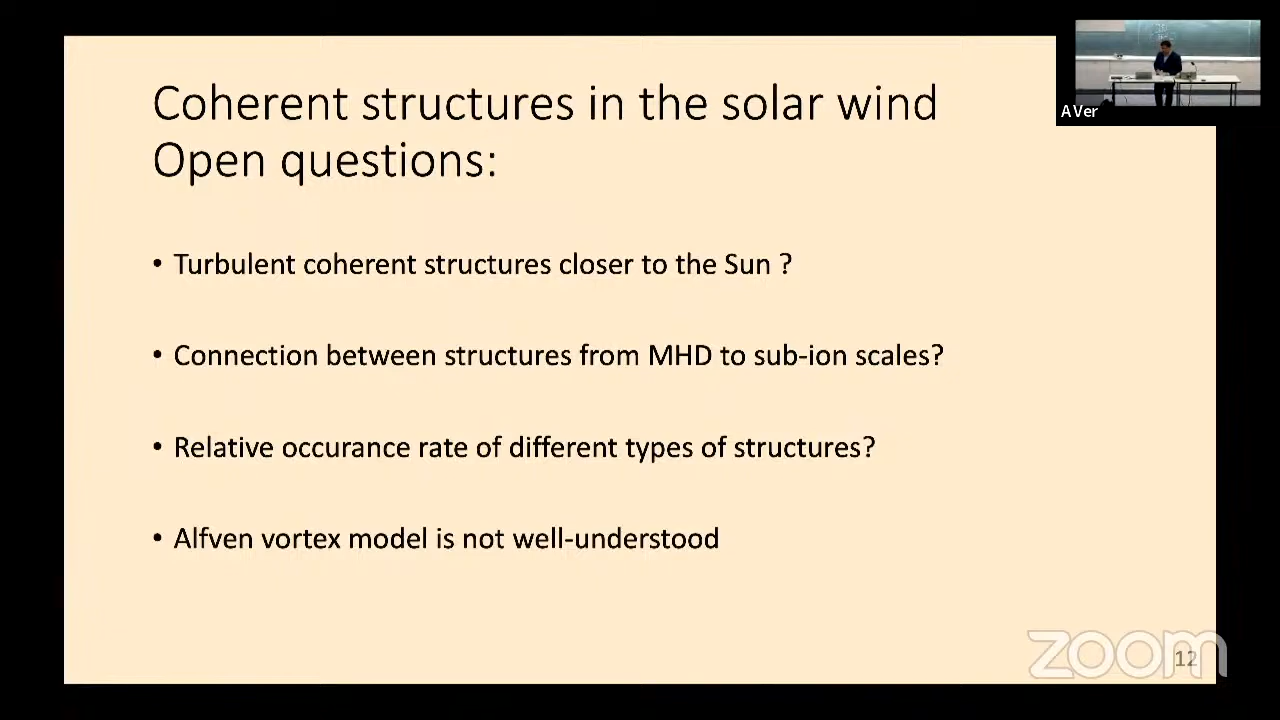 Coherent structures in the solar wind
Open questions:
A Ver
• Turbulent coherent structures closer to the Sun ?
• Connection between structures from MHD to sub-ion scales?
• Relative occurance rate of different types of structures?
• Alfven vortex model is not well-understood
zoom
12